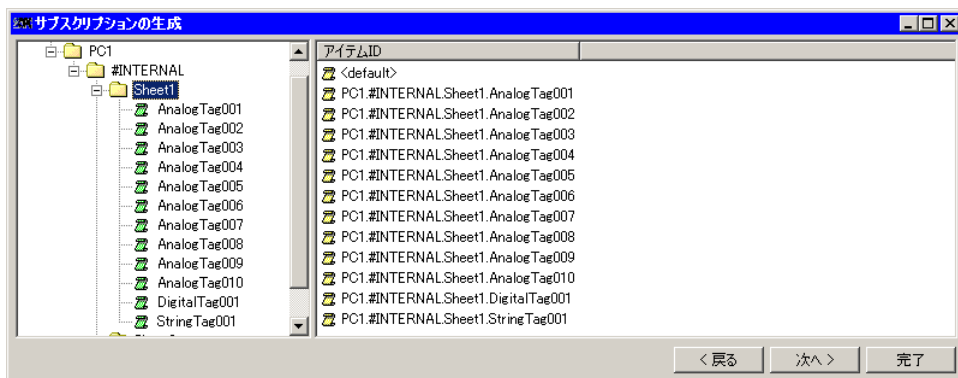 サブスクリプションの生成
PC1
#INTERNAL
Sheet1
AnalogTag001
AnalogTag002
AnalogTag003
AnalogTag004
AnalogTag005
AnalogTag006
AnalogTag007
AnalogTag008
AnalogTag009
AnalogTag010
DigitalTag001
StringTag001
アイテムID
<default>
PC1.#INTERNAL.Sheet1.AnalogTag001
PC1.#INTERNAL.Sheet1.AnalogTag002
PC1.#INTERNAL.Sheet1.AnalogTag003
PC1.#INTERNAL.Sheet1.AnalogTag004
PC1.#INTERNAL.Sheet1.AnalogTag005
PC1.#INTERNAL.Sheet1.AnalogTag006
PC1.#INTERNAL.Sheet1.AnalogTag007
PC1.#INTERNAL.Sheet1.AnalogTag008
PC1.#INTERNAL.Sheet1.AnalogTag009
PC1.#INTERNAL.Sheet1.AnalogTag010
PC1.#INTERNAL.Sheet1.DigitalTag001
PC1.#INTERNAL.Sheet1.StringTag001
< 戻る 次へ > 完了